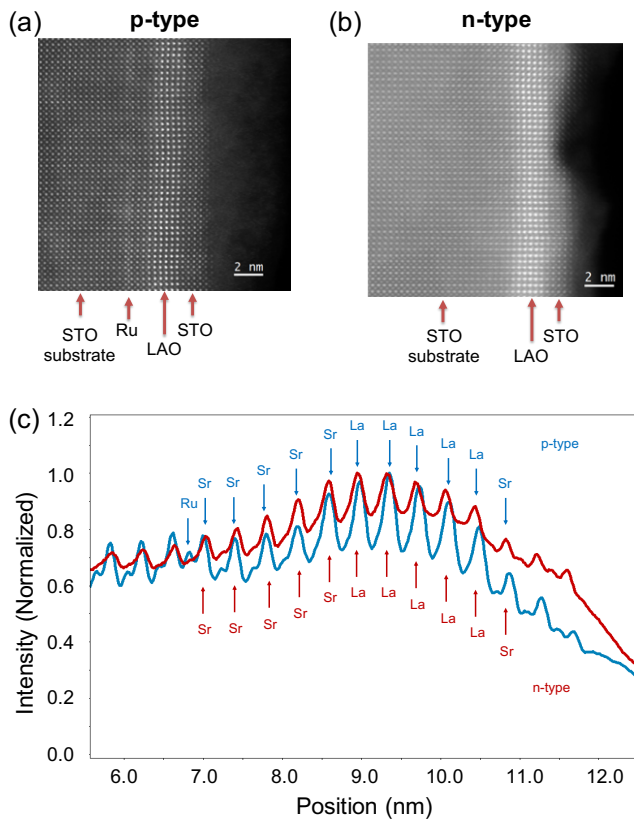 (a) p-type
2 nm
STO substrate
Ru
LAO
STO
(b) n-type
2 nm
STO substrate
LAO
STO
(c)
Intensity (Normalized)
1.2
1.0
0.8
0.6
0.4
0.2
0.0
Ru Sr Sr Sr Sr Sr La La La La La Sr
p-type
Sr Sr Sr Sr Sr La La La La Sr
n-type
6.0 7.0 8.0 9.0 10.0 11.0 12.0
Position (nm)